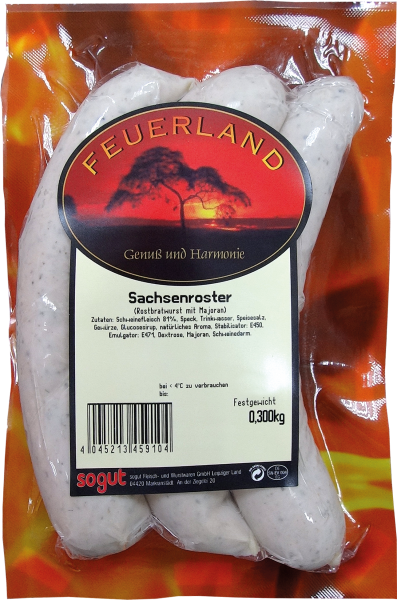 FEUERLAND
Genuß und Harmonie
Sachsenroster
(Rostbratwurst mit Majoran)
Zutaten: Schweinefleisch 81%, Speck, Trinkwasser, Speisesalz,
Gewürze, Glucosesirup, natürliches Aroma, Stabilisator: E450,
Emulgator: E471, Dextrose, Majoran, Schweinedarm.
bei < 4°C zu verbrauchen
bis:
Festgewicht
0,300kg
4 045213 459104
sogut
sogut Fleisch- und Wurstwaren GmbH Leipziger Land
04420 Markranstädt. An der Ziegelei 20